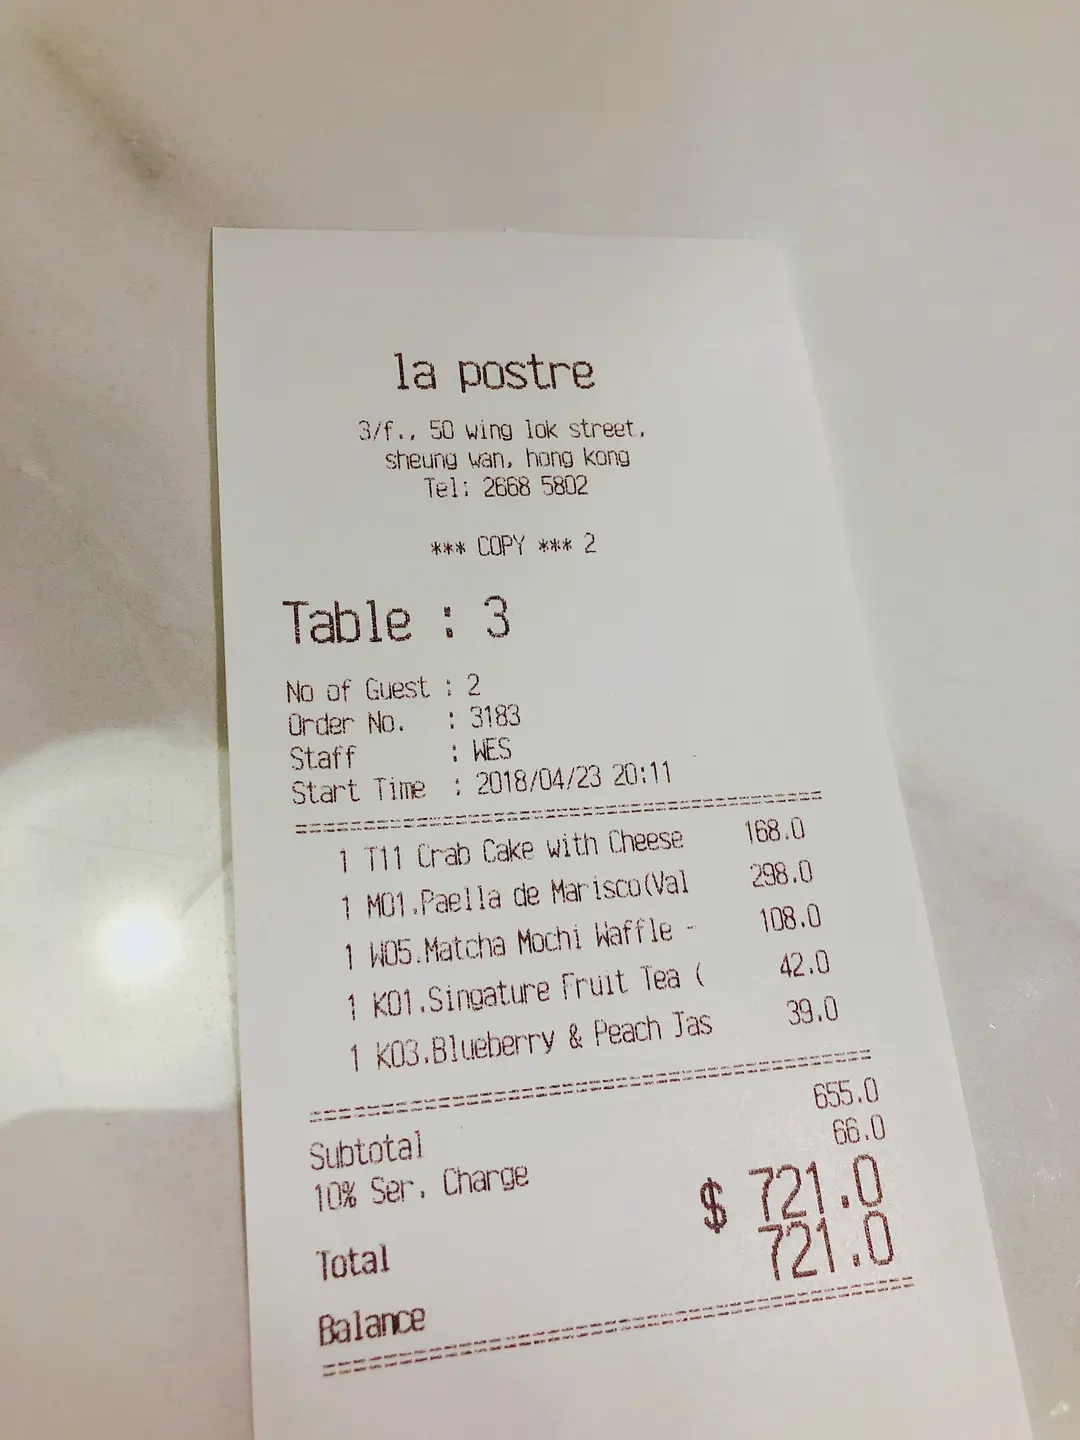 la postre
3/f., 50 wing lok street,
sheung wan, hong kong
Tel: 2668 5802
*** COPY *** 2
Table : 3
No of Guest : 2
Order No. : 3183
Staff : WES
Start Time : 2018/04/23 20:11
1 T11 Crab Cake with Cheese 168.0
1 M01.Paella de Marisco(Val 298.0
1 W05.Matcha Mochi Waffle - 108.0
1 K01.Singature Fruit Tea ( 42.0
1 K03.Blueberry & Peach Jas 39.0
Subtotal 655.0
10% Ser. Charge 66.0
Total $ 721.0
Balance 721.0